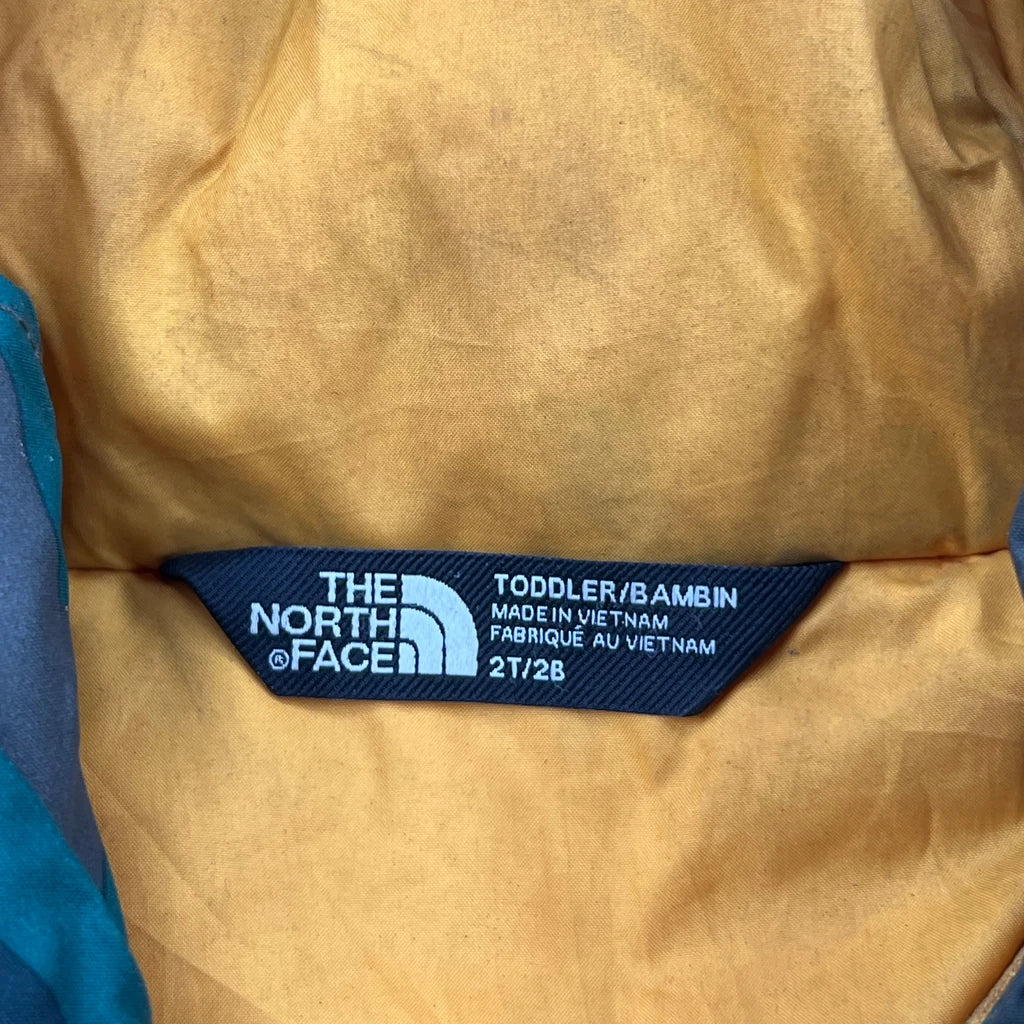 THE
NORTH
®FACE
TODDLER/BAMBIN
MADE IN VIETNAM
FABRIQUÉ AU VIETNAM
2T/2B